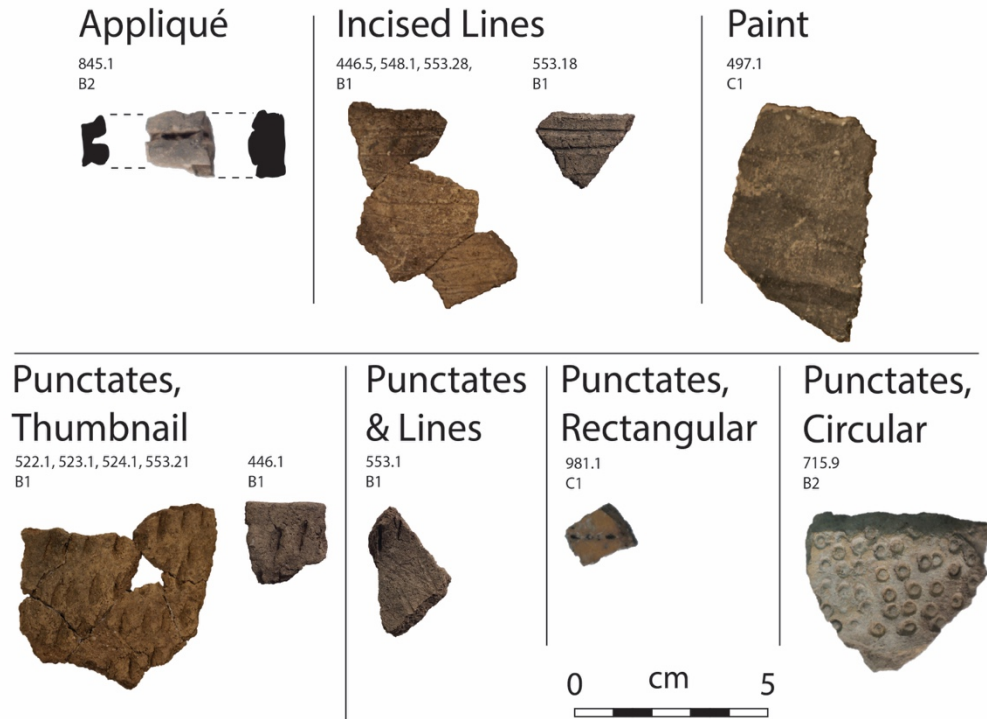 Appliqué
845.1
B2
Incised Lines
446.5, 548.1, 553.28,
B1
553.18
B1
Paint
497.1
C1
Punctates,
Thumbnail
522.1, 523.1, 524.1, 553.21
B1
446.1
B1
Punctates
& Lines
553.1
B1
Punctates,
Rectangular
981.1
C1
Punctates,
Circular
715.9
B2
0 cm 5